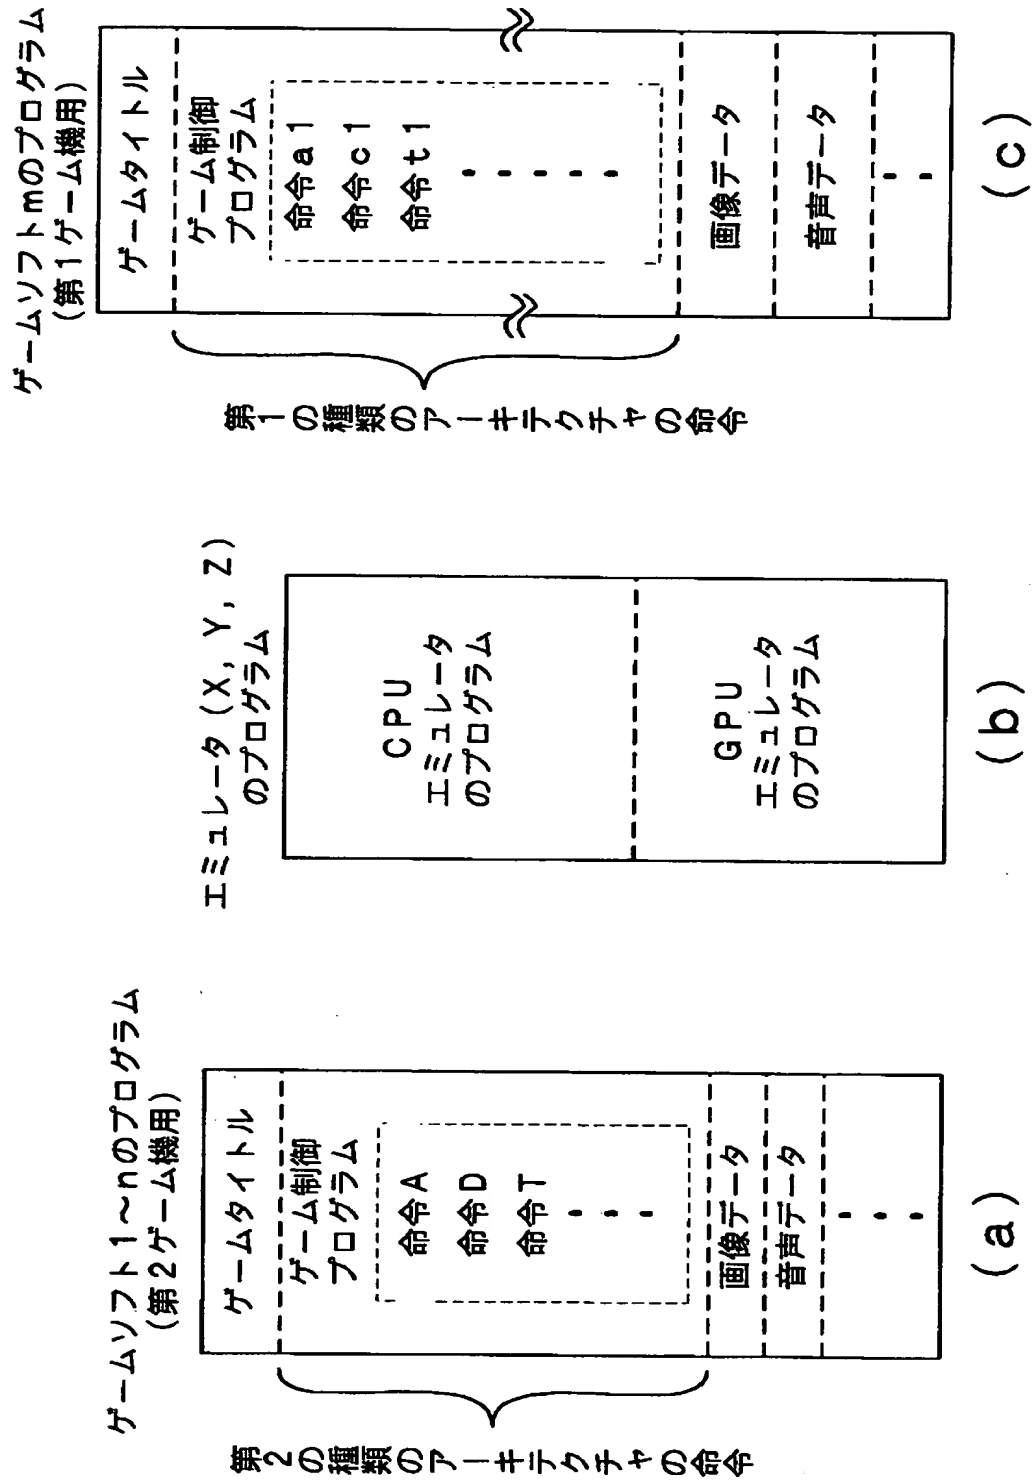 ゲームソフト1〜nのプログラム
(第2ゲーム機用)
ゲームタイトル
ゲーム制御
プログラム
命令A
命令D
命令T
画像データ
音声データ
第2の種類のアーキテクチャの命令
(a)
エミュレータ(X, Y, Z)
のプログラム
CPU
エミュレータ
のプログラム
GPU
エミュレータ
のプログラム
(b)
ゲームソフトmのプログラム
(第1ゲーム機用)
ゲームタイトル
ゲーム制御
プログラム
命令a1
命令c1
命令t1
画像データ
音声データ
第1の種類のアーキテクチャの命令
(c)